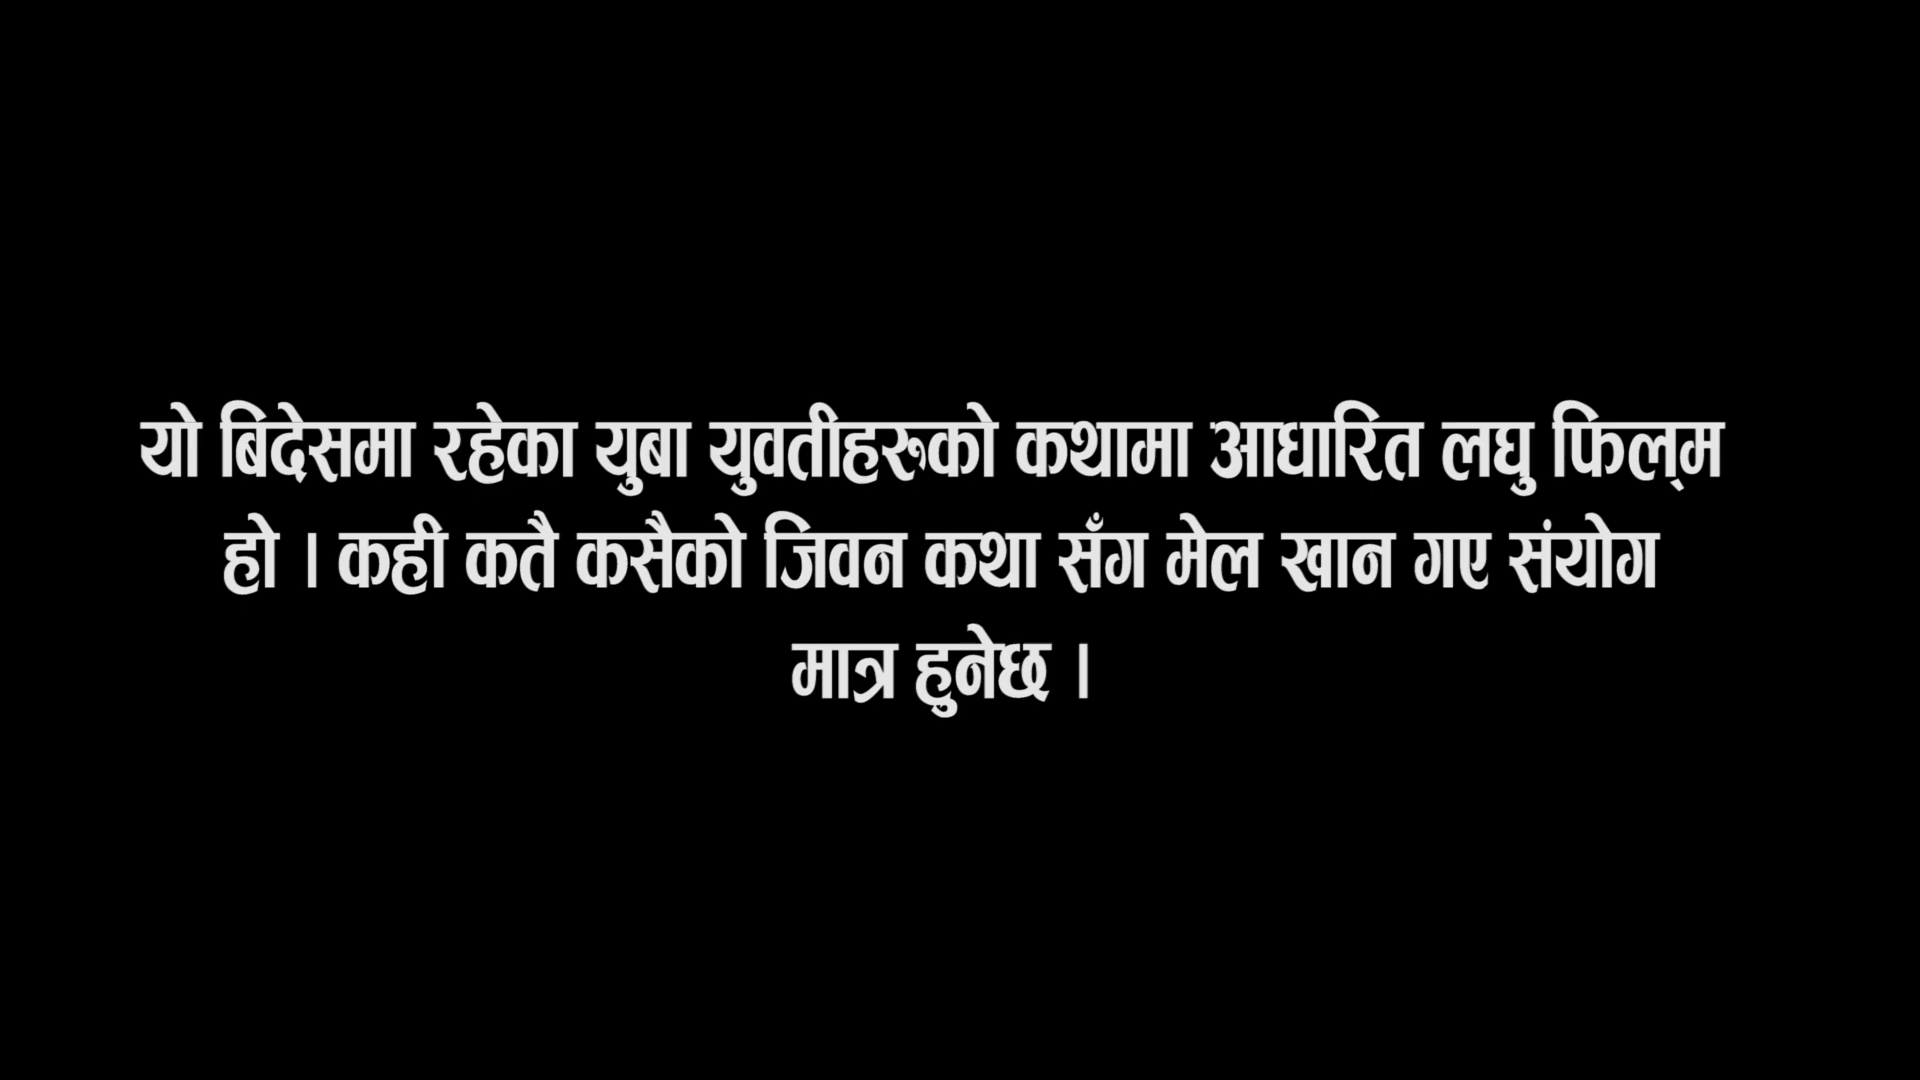 यो बिदेसमा रहेका युबा युवतीहरुको कथामा आधारित लघु फिल्‌म
हो । कही कतै कसैको जिवन कथा सँग मेल खान गए संयोग
मात्र हुनेछ ।